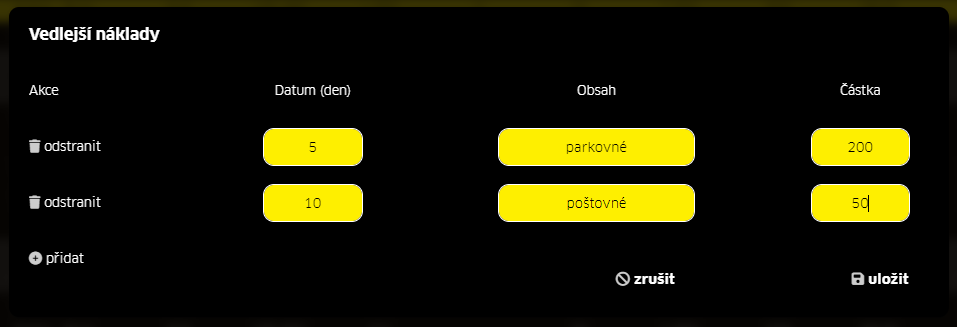 Vedlejší náklady
Akce Datum (den) Obsah Částka
odstranit 5 parkovné 200
odstranit 10 poštovné 50
přidat
zrušit uložit